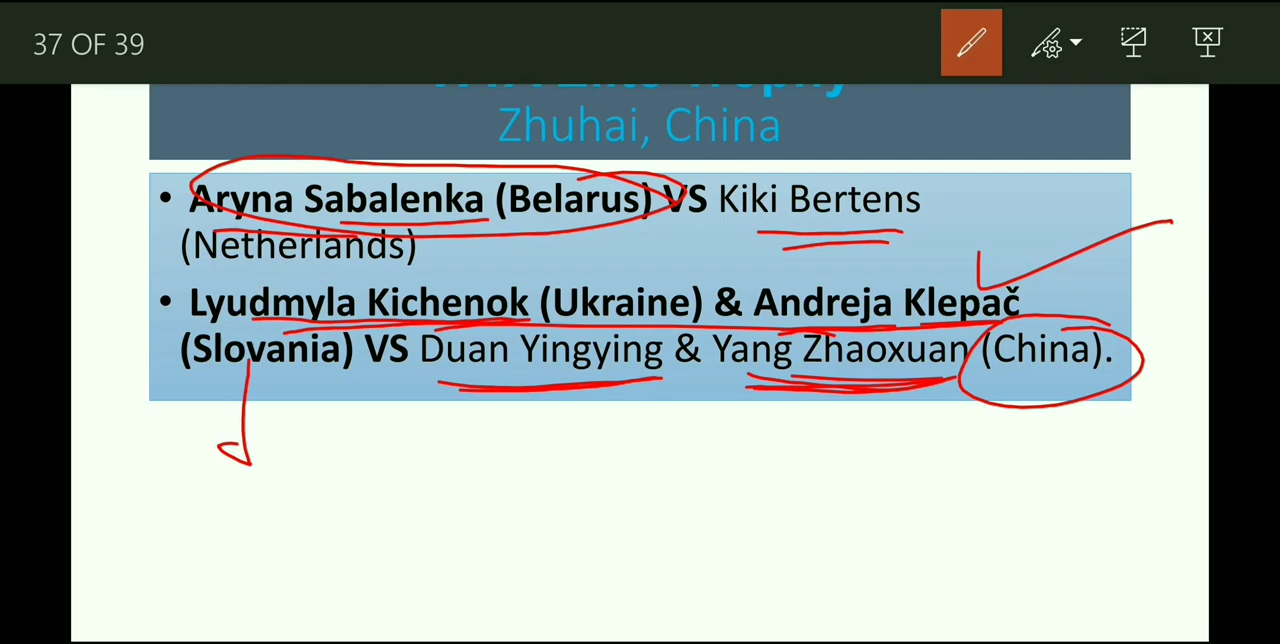 37 OF 39
Zhuhai, China
• Aryna Sabalenka (Belarus) VS Kiki Bertens
(Netherlands)
• Lyudmyla Kichenok (Ukraine) & Andreja Klepač
(Slovania) VS Duan Yingying & Yang Zhaoxuan (China).